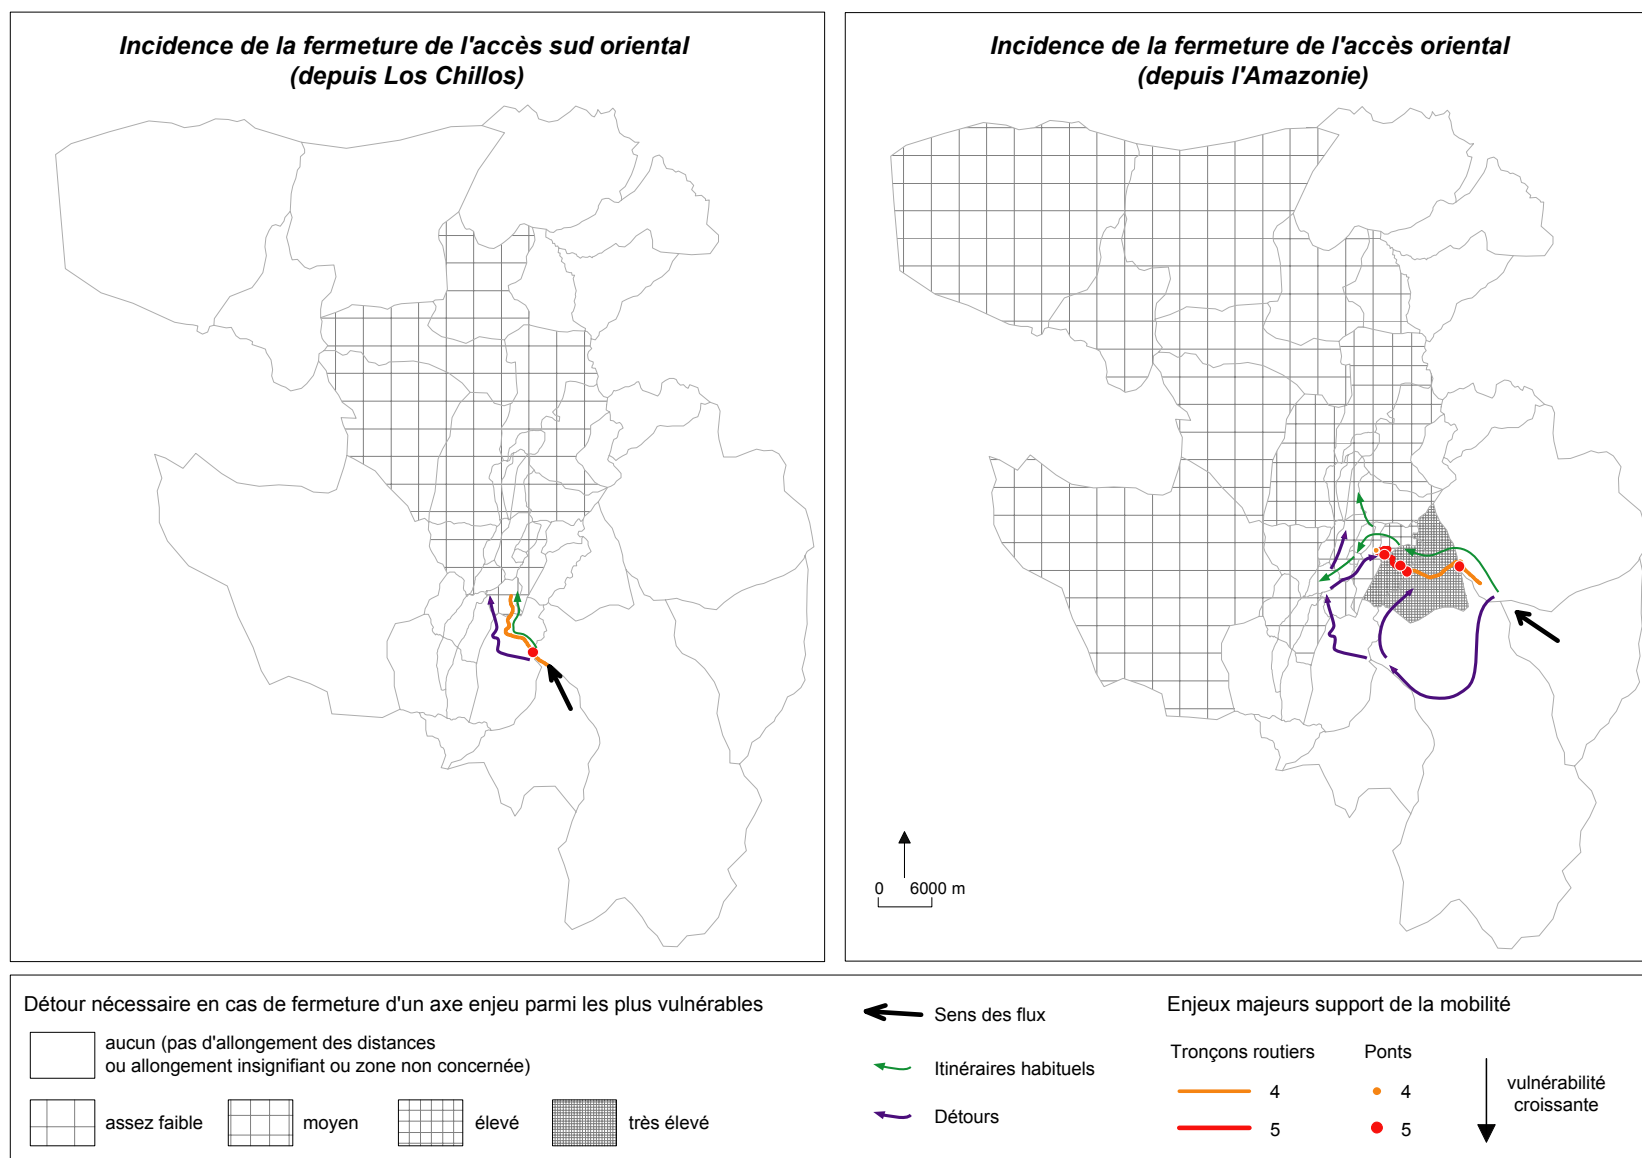 Incidence de la fermeture de l'accès sud oriental
(depuis Los Chillos)
Incidence de la fermeture de l'accès oriental
(depuis l'Amazonie)
0 6000 m
Détour nécessaire en cas de fermeture d'un axe enjeu parmi les plus vulnérables
aucun (pas d'allongement des distances
ou allongement insignifiant ou zone non concernée)
assez faible
moyen
élevé
très élevé
Sens des flux
Itinéraires habituels
Détours
Enjeux majeurs support de la mobilité
Tronçons routiers
Ponts
4
4
5
5
vulnérabilité
croissante